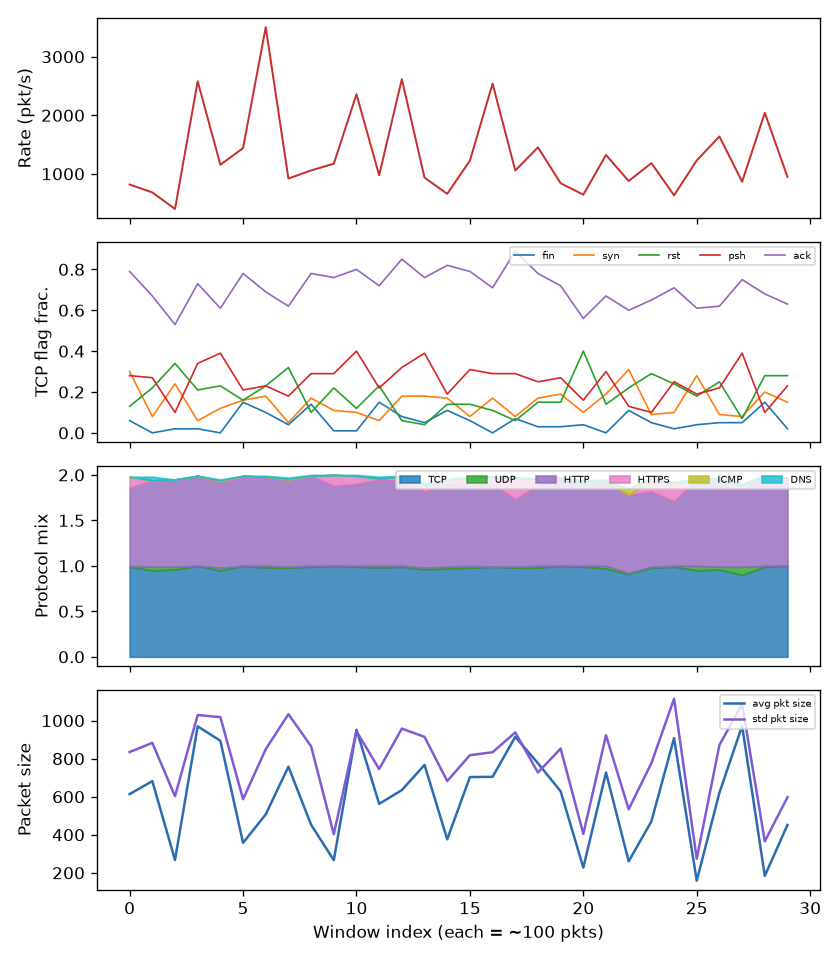 3000
2000
1000
Rate (pkt/s)
fin syn rst psh ack
0.8
0.6
0.4
0.2
0.0
TCP flag frac.
TCP UDP HTTP HTTPS ICMP DNS
2.0
1.5
1.0
0.5
0.0
Protocol mix
avg pkt size
std pkt size
1000
800
600
400
200
Packet size
0 5 10 15 20 25 30
Window index (each = ~100 pkts)